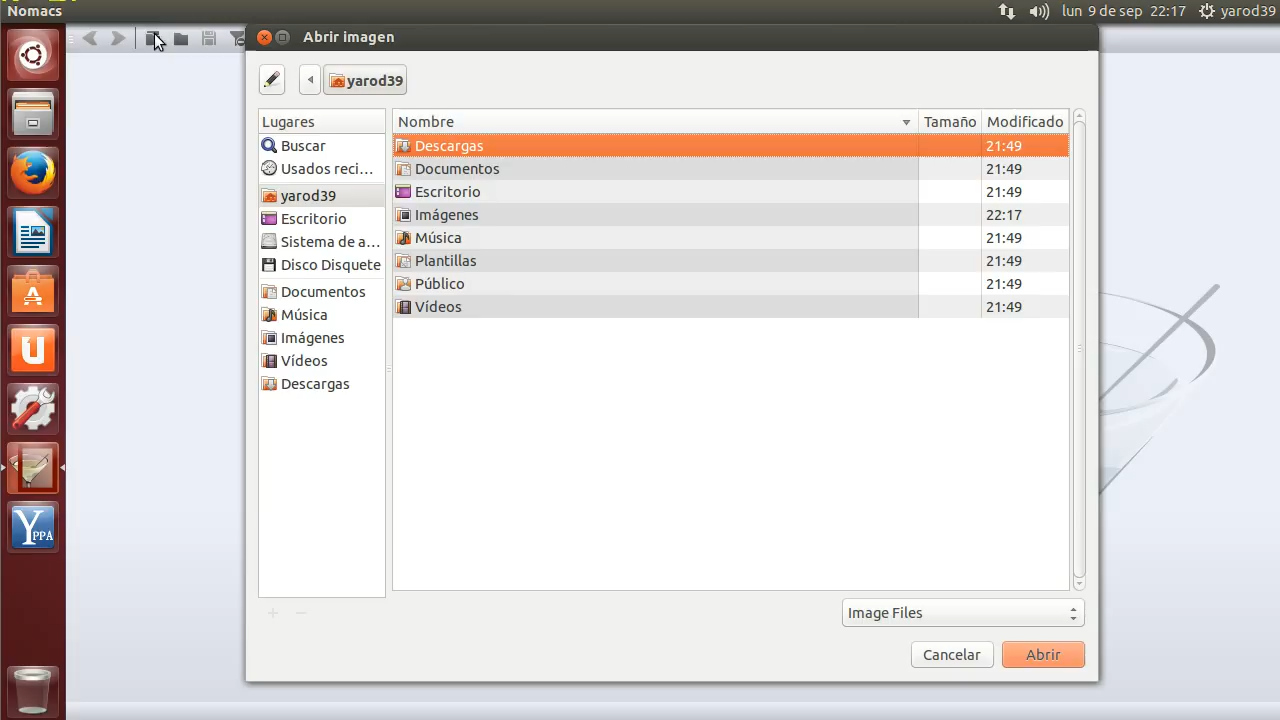 Nomacs
lun 9 de sep 22:17
yarod39
Abrir imagen
yarod39
Lugares
Buscar
Usados reci...
yarod39
Escritorio
Sistema de a...
Disco Disquete
Documentos
Música
Imágenes
Vídeos
Descargas
Nombre Tamaño Modificado
Descargas 21:49
Documentos 21:49
Escritorio 21:49
Imágenes 22:17
Música 21:49
Plantillas 21:49
Público 21:49
Vídeos 21:49
Image Files
Cancelar
Abrir
U
YPPA